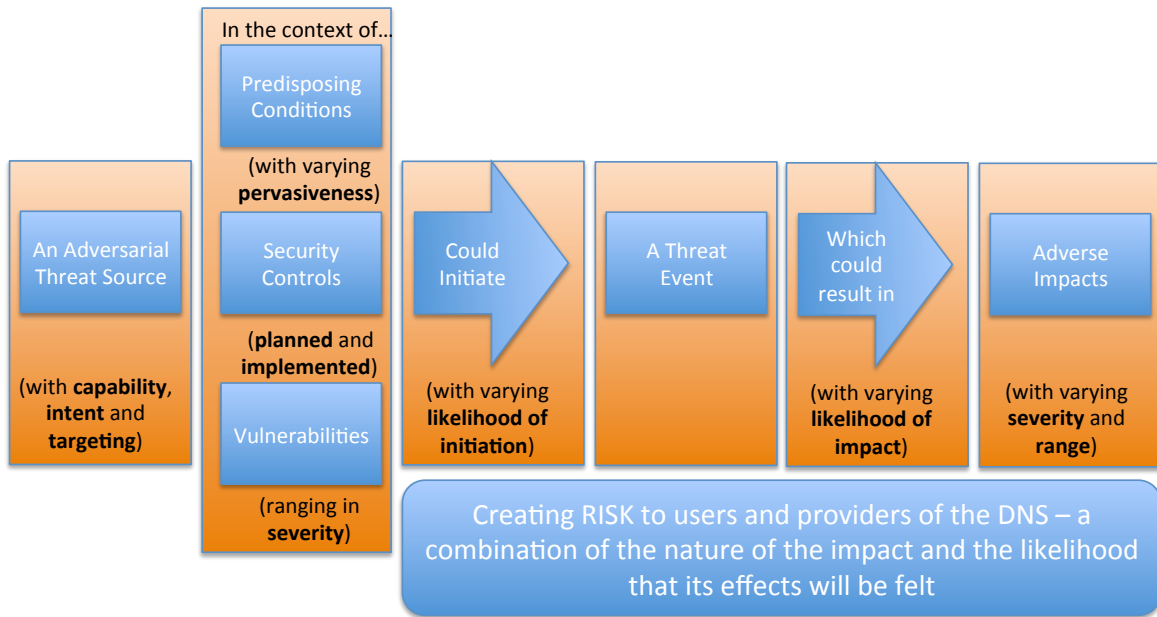 An Adversarial
Threat Source
(with capability,
intent and
targeting)
In the context of…
Predisposing
Conditions
(with varying
pervasiveness)
Security
Controls
(planned and
implemented)
Vulnerabilities
(ranging in
severity)
Could
Initiate
(with varying
likelihood of
initiation)
A Threat
Event
Which
could
result in
(with varying
likelihood of
impact)
Adverse
Impacts
(with varying
severity and
range)
Creating RISK to users and providers of the DNS – a
combination of the nature of the impact and the likelihood
that its effects will be felt